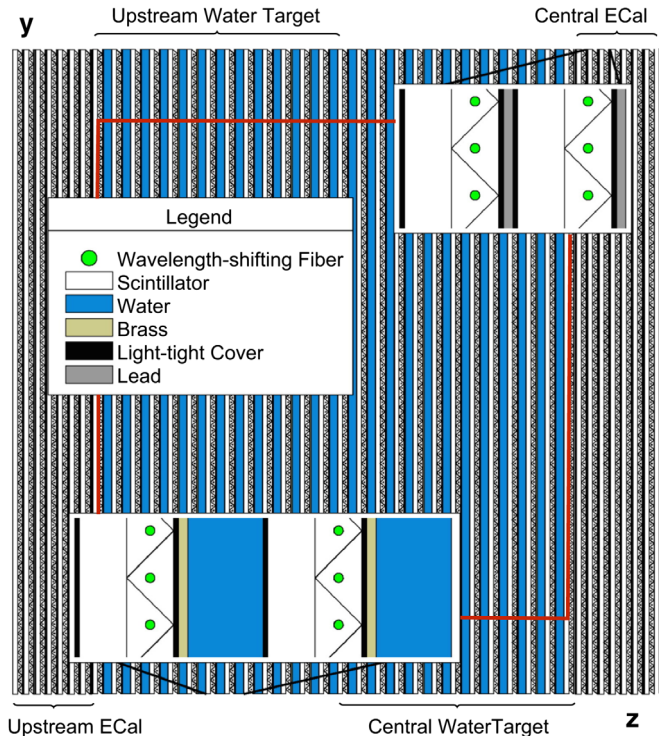 y
Upstream Water Target
Central ECal
Legend
Wavelength-shifting Fiber
Scintillator
Water
Brass
Light-tight Cover
Lead
Upstream ECal
Central WaterTarget
z